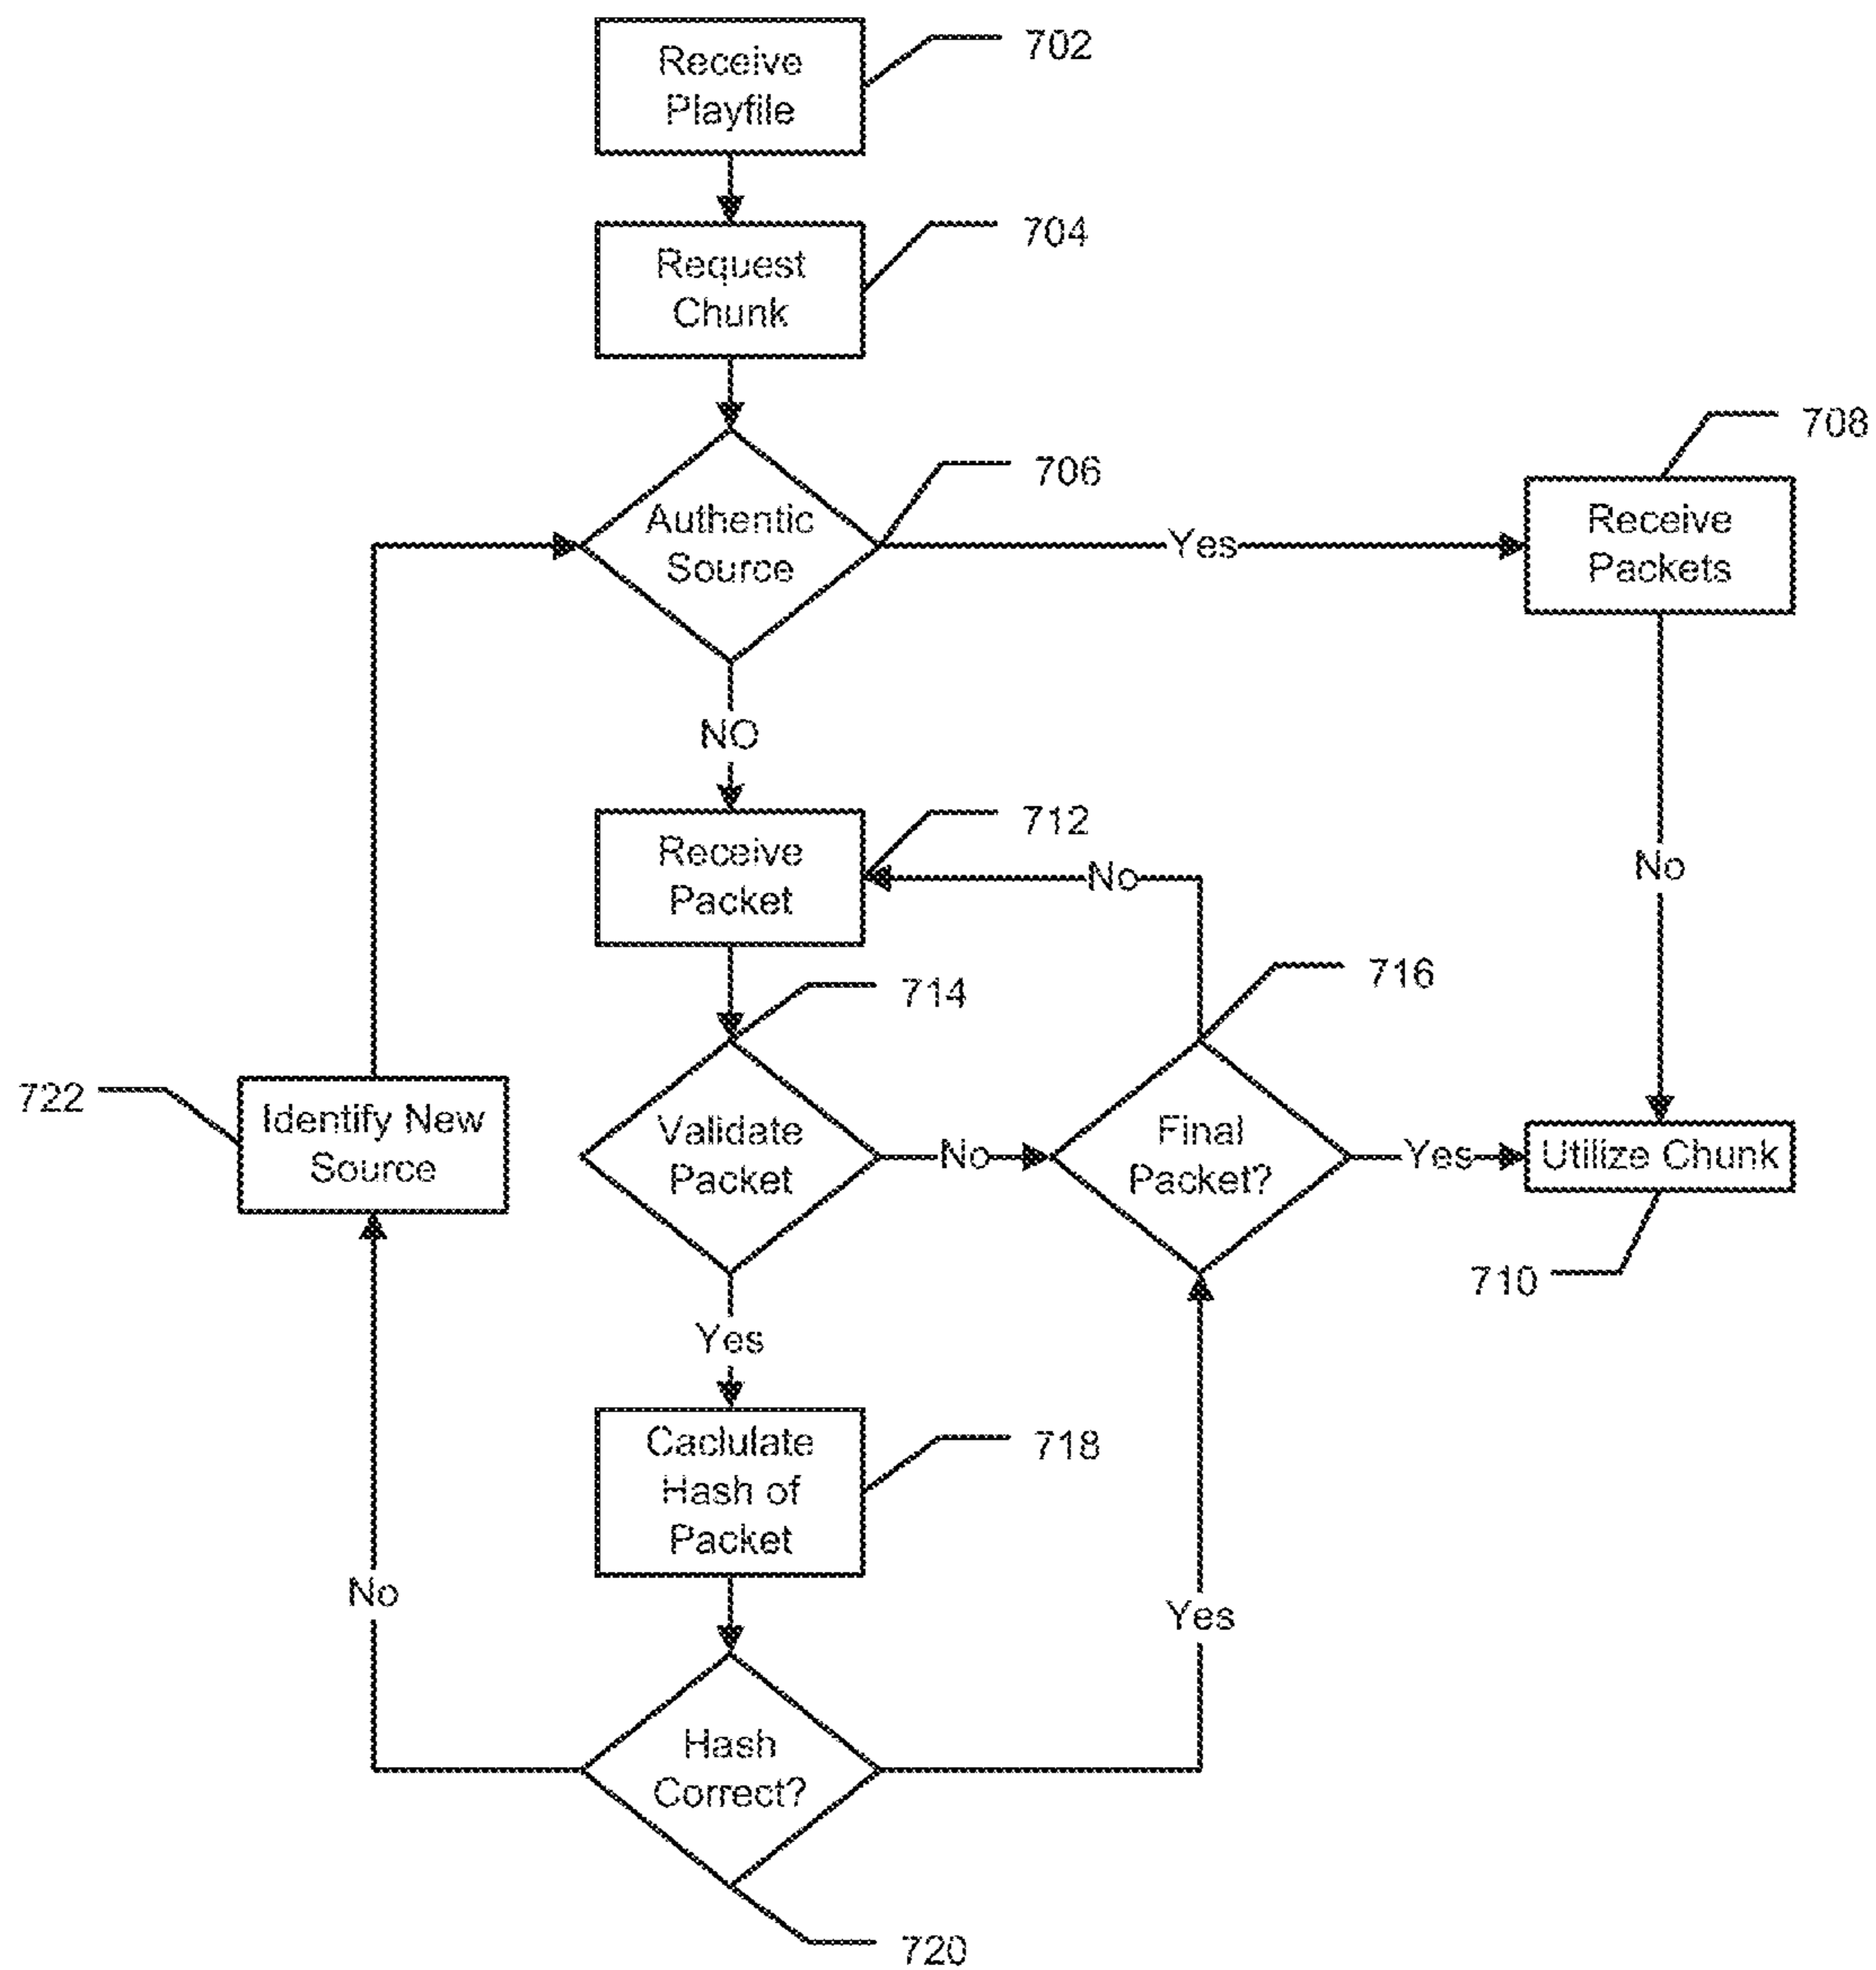 Receive
Playfile
702
Request
Chunk
704
Authentic
Source
706
Yes
Receive
Packets
708
NO
No
Receive
Packet
712
No
714
716
722
Identify New
Source
Validate
Packet
No
Final
Packet?
Yes
Utilize Chunk
710
Yes
Caclulate
Hash of
Packet
718
No
Yes
Hash
Correct?
720